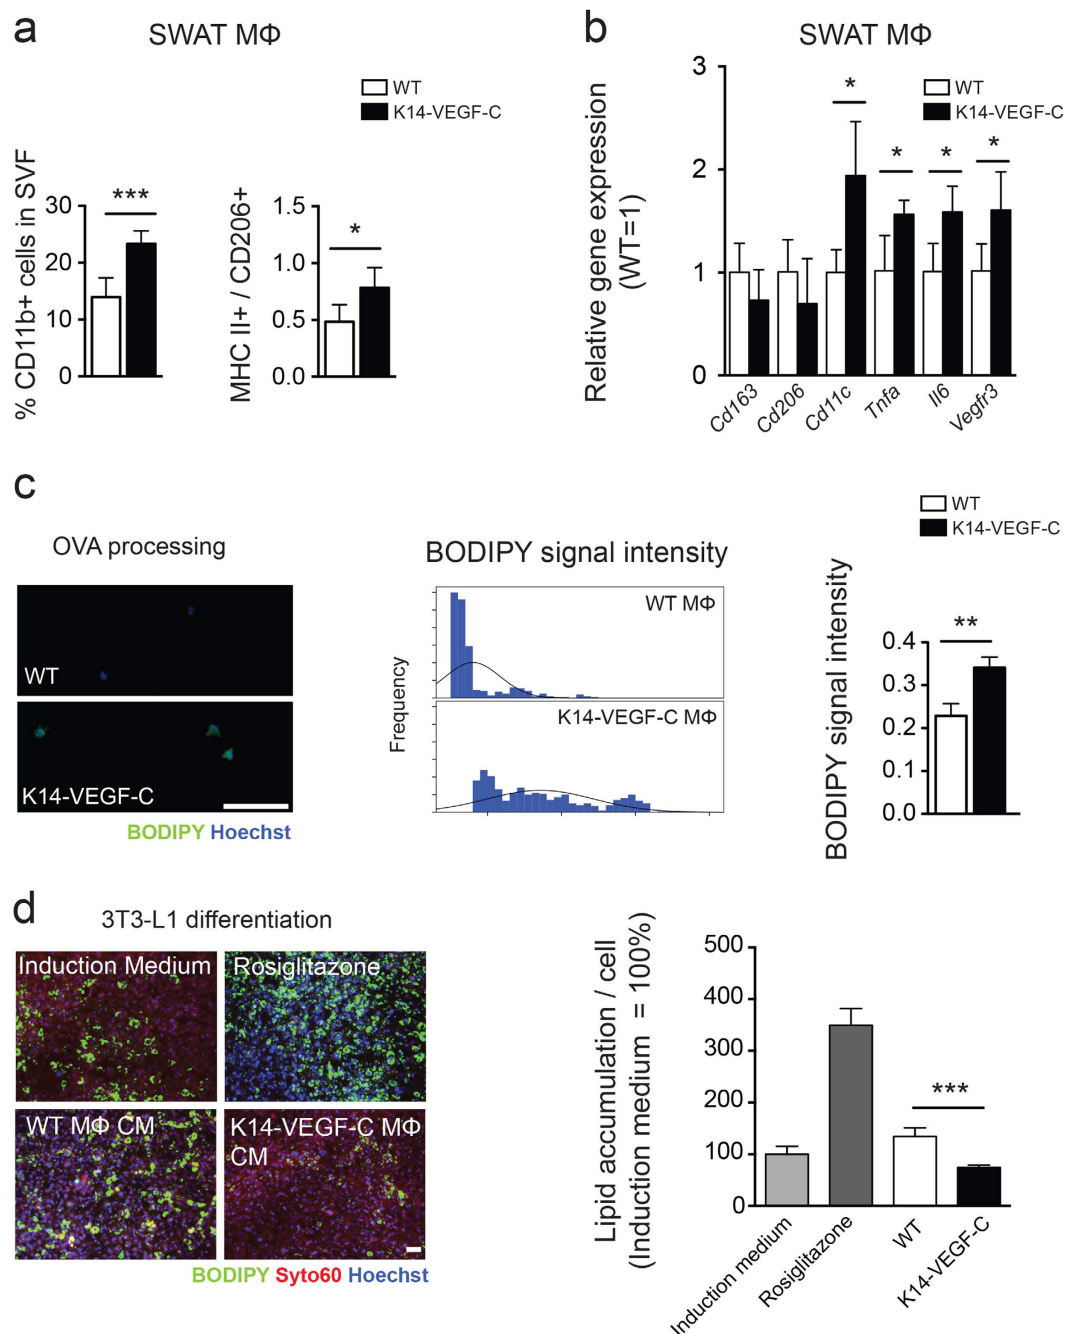 a
SWAT MΦ
WT
K14-VEGF-C
% CD11b+ cells in SVF
30
20
10
0
***
MHC II+ / CD206+
1.5
1.0
0.5
0.0
*
b
SWAT MΦ
WT
K14-VEGF-C
Relative gene expression
(WT=1)
3
2
1
0
*
*
*
*
Cd163
Cd206
Cd11c
Tnfa
Il6
Vegfr3
c
WT
K14-VEGF-C
OVA processing
WT
K14-VEGF-C
BODIPY Hoechst
BODIPY signal intensity
Frequency
WT MΦ
K14-VEGF-C MΦ
BODIPY signal intensity
0.4
0.3
0.2
0.1
0.0
**
d
3T3-L1 differentiation
Induction Medium
Rosiglitazone
WT MΦ CM
K14-VEGF-C MΦ
CM
BODIPY Syto60 Hoechst
Lipid accumulation / cell
(Induction medium = 100%)
500
400
300
200
100
0
***
Induction medium
Rosiglitazone
WT
K14-VEGF-C